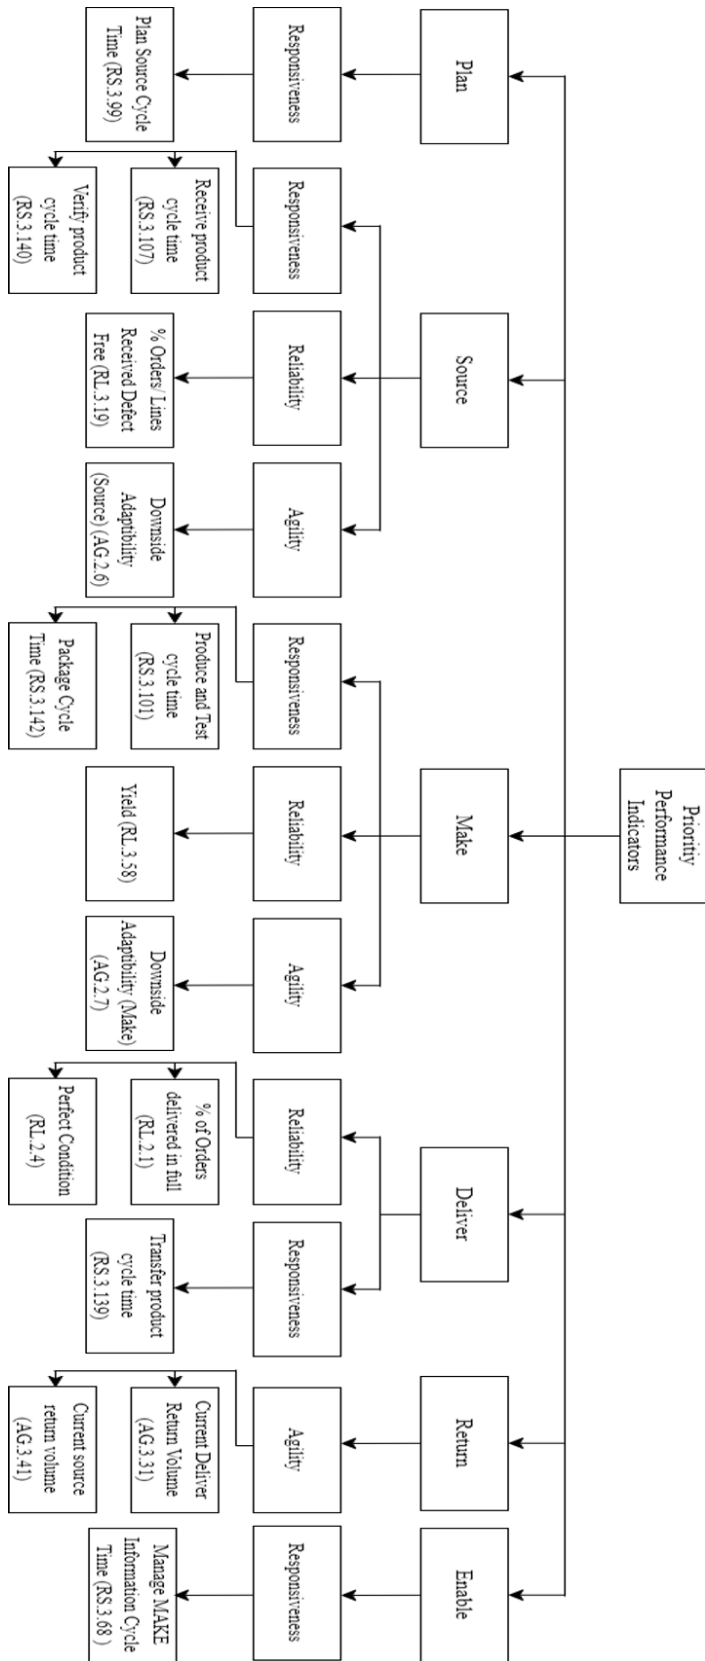 Prioritiy
Performance
Indicators
Plan
Source
Make
Deliver
Return
Enable
Responsiveness
Responsiveness
Reliability
Agility
Responsiveness
Reliability
Agility
Reliability
Responsiveness
Agility
Responsiveness
Plan Source Cycle
Time (RS.3.99)
Receive product
cycle time
(RS.3.107)
Verify product
cycle time
(RS.3.140)
% Orders/ Lines
Received Defect
Free (RL.3.19)
Downside
Adaptibility
(Source) (AG.2.6)
Produce and Test
cycle time
(RS.3.101)
Package Cycle
Time (RS.3.142)
Yield (RL.3.58)
Downside
Adaptibility (Make)
(AG.2.7)
% of Orders
delivered in full
(RL.2.1)
Perfect Condition
(RL.2.4)
Transfer product
cycle time
(RS.3.139)
Current Deliver
Return Volume
(AG.3.31)
Current source
return volume
(AG.3.41)
Manage MAKE
Information Cycle
Time (RS.3.68 )